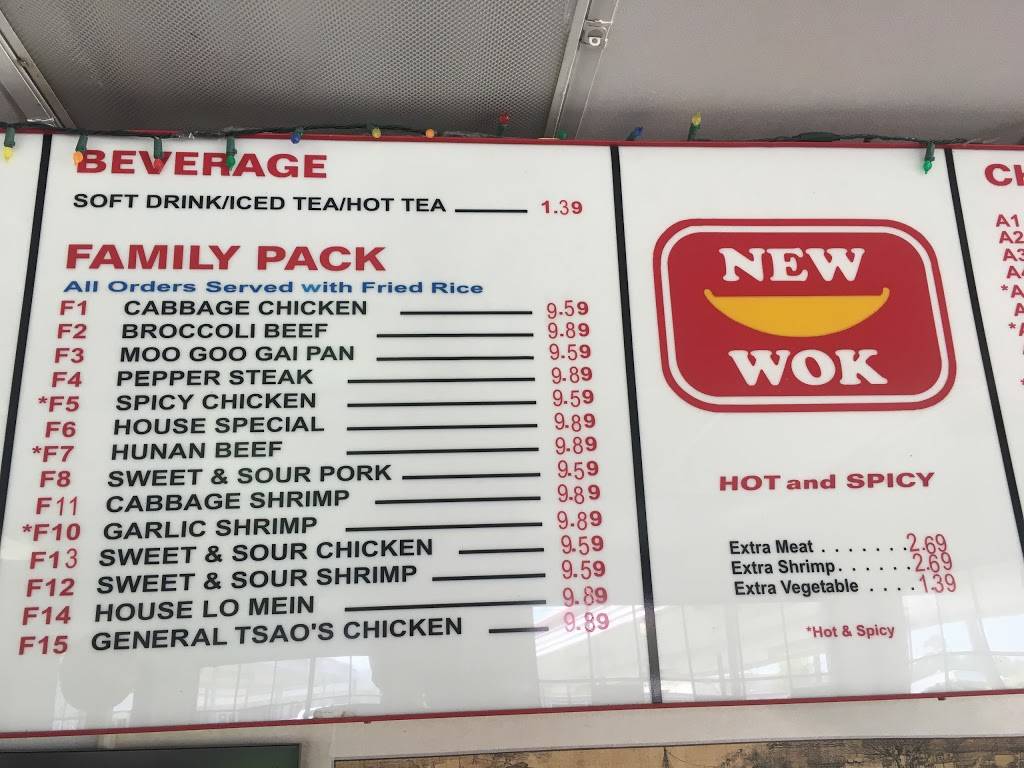 BEVERAGE
SOFT DRINK/ICED TEA/HOT TEA 1.39
FAMILY PACK
All Orders Served with Fried Rice
F1 CABBAGE CHICKEN 9.59
F2 BROCCOLI BEEF 9.89
F3 MOO GOO GAI PAN 9.59
F4 PEPPER STEAK 9.89
*F5 SPICY CHICKEN 9.59
F6 HOUSE SPECIAL 9.89
*F7 HUNAN BEEF 9.89
F8 SWEET & SOUR PORK 9.59
F11 CABBAGE SHRIMP 9.89
*F10 GARLIC SHRIMP 9.89
F13 SWEET & SOUR CHICKEN 9.59
F12 SWEET & SOUR SHRIMP 9.59
F14 HOUSE LO MEIN 9.89
F15 GENERAL TSAO'S CHICKEN 9.89
NEW
WOK
HOT and SPICY
Extra Meat . . . . . . . 2.69
Extra Shrimp. . . . . . 2.69
Extra Vegetable . . . . 1.39
*Hot & Spicy
A1
A2
A3